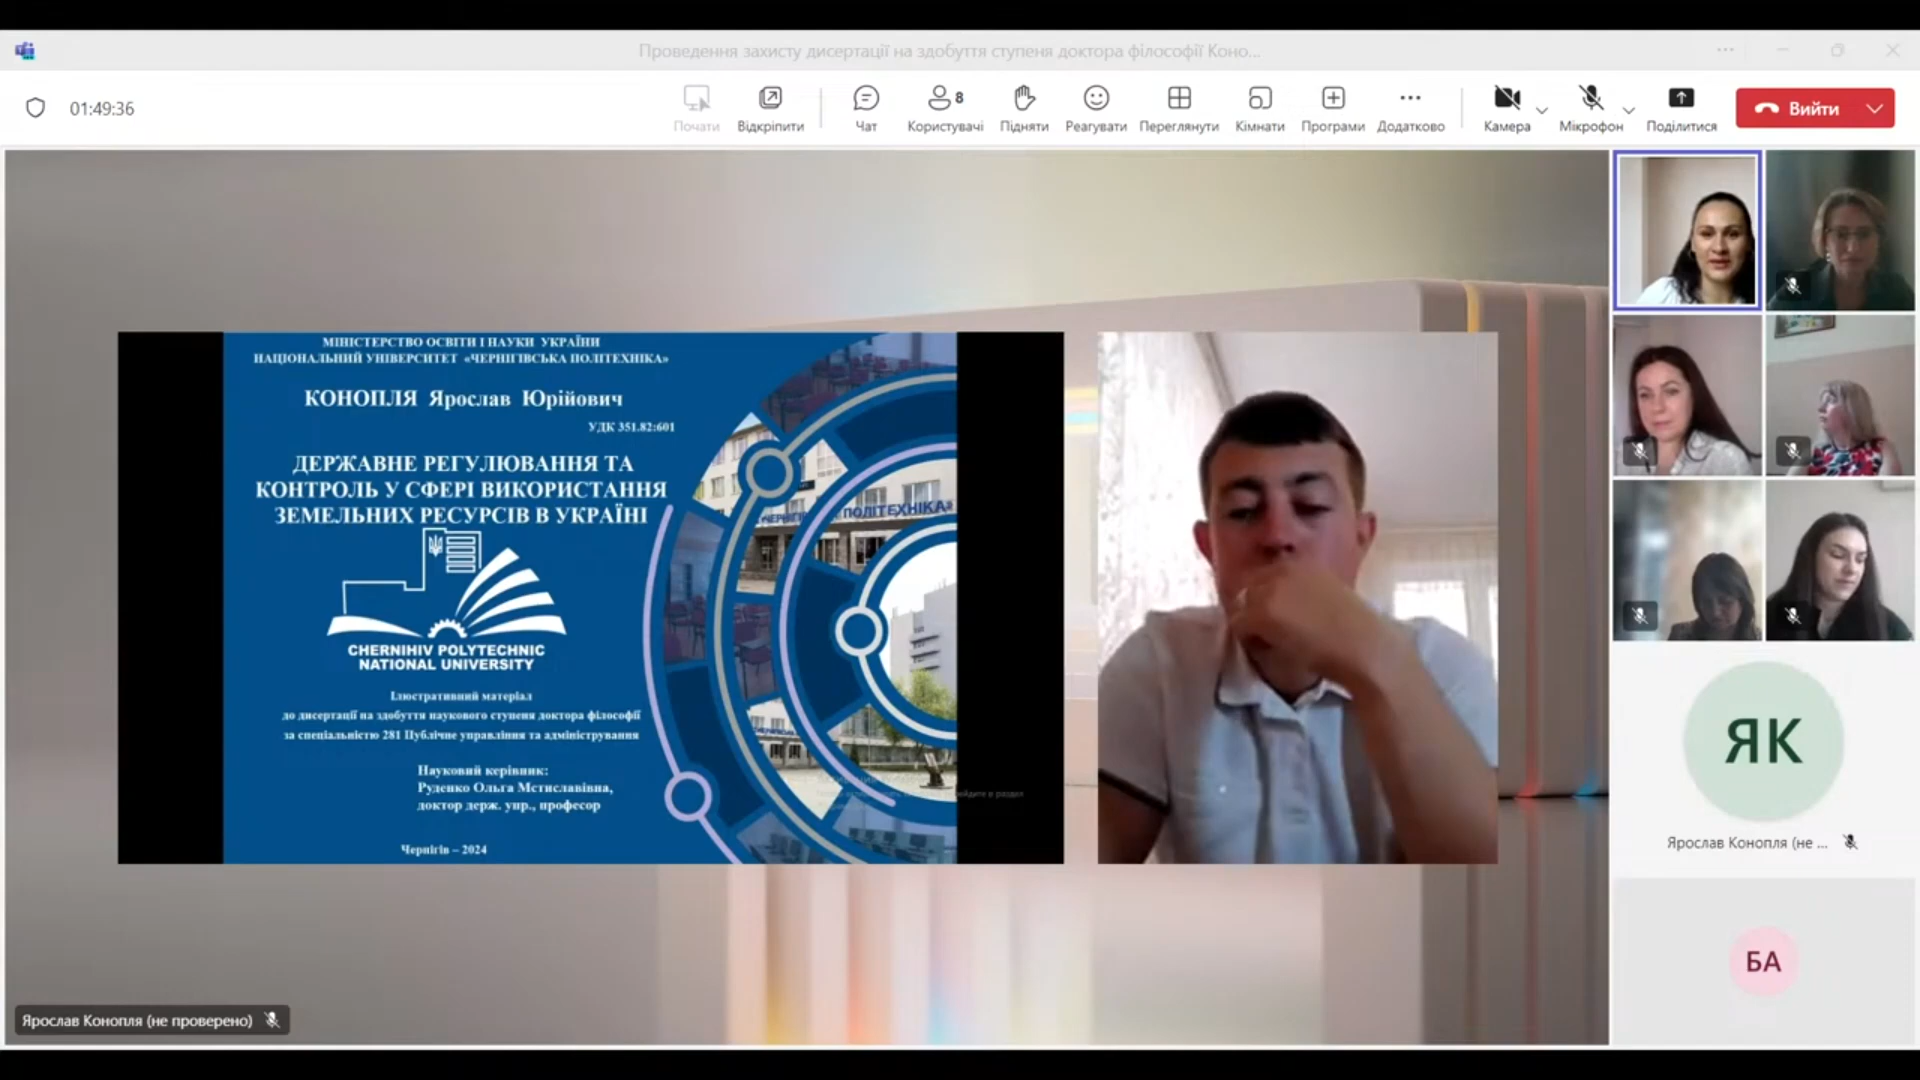 Проведення захисту дисертації на здобуття ступеня доктора філософії Коно...
01:49:36
Почати
Відкріпити
Чат
8
Користувачі
Підняти
Реагувати
Переглянути
Кімнати
Програми
Додатково
Камера
Мікрофон
Поділитися
Вийти
МІНІСТЕРСТВО ОСВІТИ І НАУКИ УКРАЇНИ
НАЦІОНАЛЬНИЙ УНІВЕРСИТЕТ «ЧЕРНІГІВСЬКА ПОЛІТЕХНІКА»
КОНОПЛЯ Ярослав Юрійович
УДК 351.82:601
ДЕРЖАВНЕ РЕГУЛЮВАННЯ ТА
КОНТРОЛЬ У СФЕРІ ВИКОРИСТАННЯ
ЗЕМЕЛЬНИХ РЕСУРСІВ В УКРАЇНІ
ПОЛІТЕХНІКА»
CHERNIHIV POLYTECHNIC
NATIONAL UNIVERSITY
Ілюстративний матеріал
до дисертації на здобуття наукового ступеня доктора філософії
за спеціальністю 281 Публічне управління та адміністрування
Науковий керівник:
Руденко Ольга Мстиславівна,
доктор держ. упр., професор
Чернігів – 2024
ЯК
Ярослав Конопля (не ...
БА
Ярослав Конопля (не проверено)